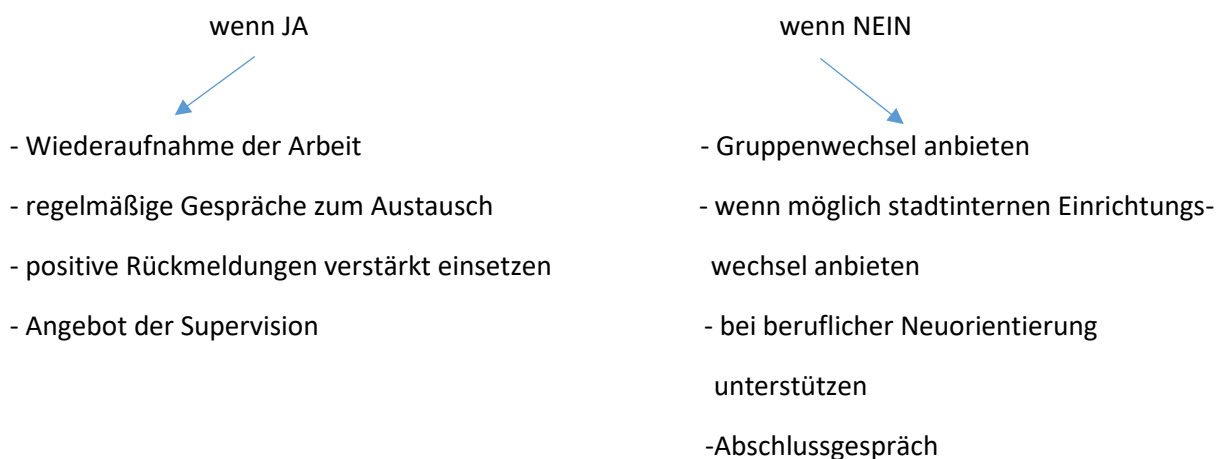 wenn JA
wenn NEIN
- Wiederaufnahme der Arbeit
- regelmäßige Gespräche zum Austausch
- positive Rückmeldungen verstärkt einsetzen
- Angebot der Supervision
- Gruppenwechsel anbieten
- wenn möglich stadtinternen Einrichtungs-
wechsel anbieten
- bei beruflicher Neuorientierung
unterstützen
-Abschlussgespräch